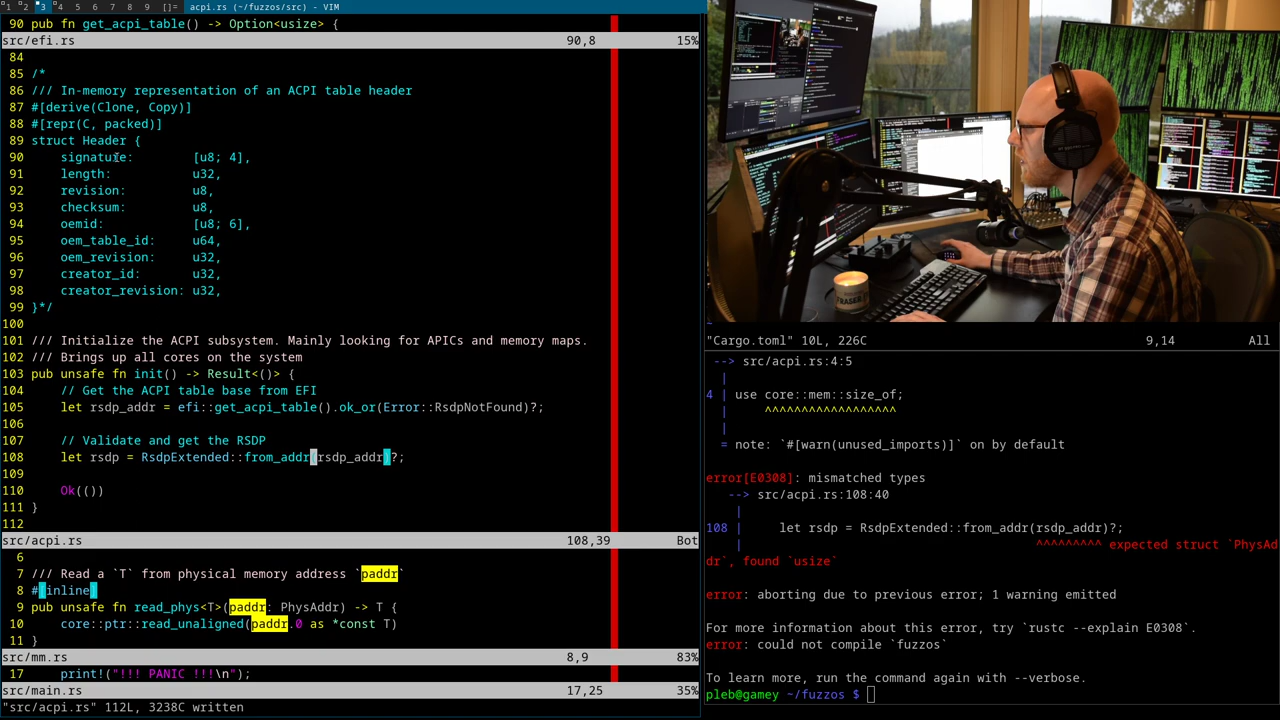 1 2 3 4 5 6 7 8 9 []= acpi.rs (~/fuzzos/src) - VIM
90 pub fn get_acpi_table() -> Option<usize> {
src/efi.rs 90,8 15%
84
85 /*
86 /// In-memory representation of an ACPI table header
87 #[derive(Clone, Copy)]
88 #[repr(C, packed)]
89 struct Header {
90 signature: [u8; 4],
91 length: u32,
92 revision: u8,
93 checksum: u8,
94 oemid: [u8; 6],
95 oem_table_id: u64,
96 oem_revision: u32,
97 creator_id: u32,
98 creator_revision: u32,
99 }*/
100
101 /// Initialize the ACPI subsystem. Mainly looking for APICs and memory maps.
102 /// Brings up all cores on the system
103 pub unsafe fn init() -> Result<()> {
104 // Get the ACPI table base from EFI
105 let rsdp_addr = efi::get_acpi_table().ok_or(Error::RsdpNotFound)?;
106
107 // Validate and get the RSDP
108 let rsdp = RsdpExtended::from_addr(rsdp_addr)?;
109
110 Ok(())
111 }
112
src/acpi.rs 108,39 Bot
6
7 /// Read a `T` from physical memory address `paddr`
8 #[inline]
9 pub unsafe fn read_phys<T>(paddr: PhysAddr) -> T {
10 core::ptr::read_unaligned(paddr.0 as *const T)
11 }
src/mm.rs 8,9 83%
17 print!("!!! PANIC !!!\n");
src/main.rs 17,25 35%
"src/acpi.rs" 112L, 3238C written
FRASER
"Cargo.toml" 10L, 226C 9,14 All
--> src/acpi.rs:4:5
|
4 | use core::mem::size_of;
| ^^^^^^^^^^^^^^^^^^
|
= note: `#[warn(unused_imports)]` on by default
error[E0308]: mismatched types
--> src/acpi.rs:108:40
|
108 | let rsdp = RsdpExtended::from_addr(rsdp_addr)?;
| ^^^^^^^^^ expected struct `PhysAd
dr`, found `usize`
error: aborting due to previous error; 1 warning emitted
For more information about this error, try `rustc --explain E0308`.
error: could not compile `fuzzos`
To learn more, run the command again with --verbose.
pleb@gamey ~/fuzzos $